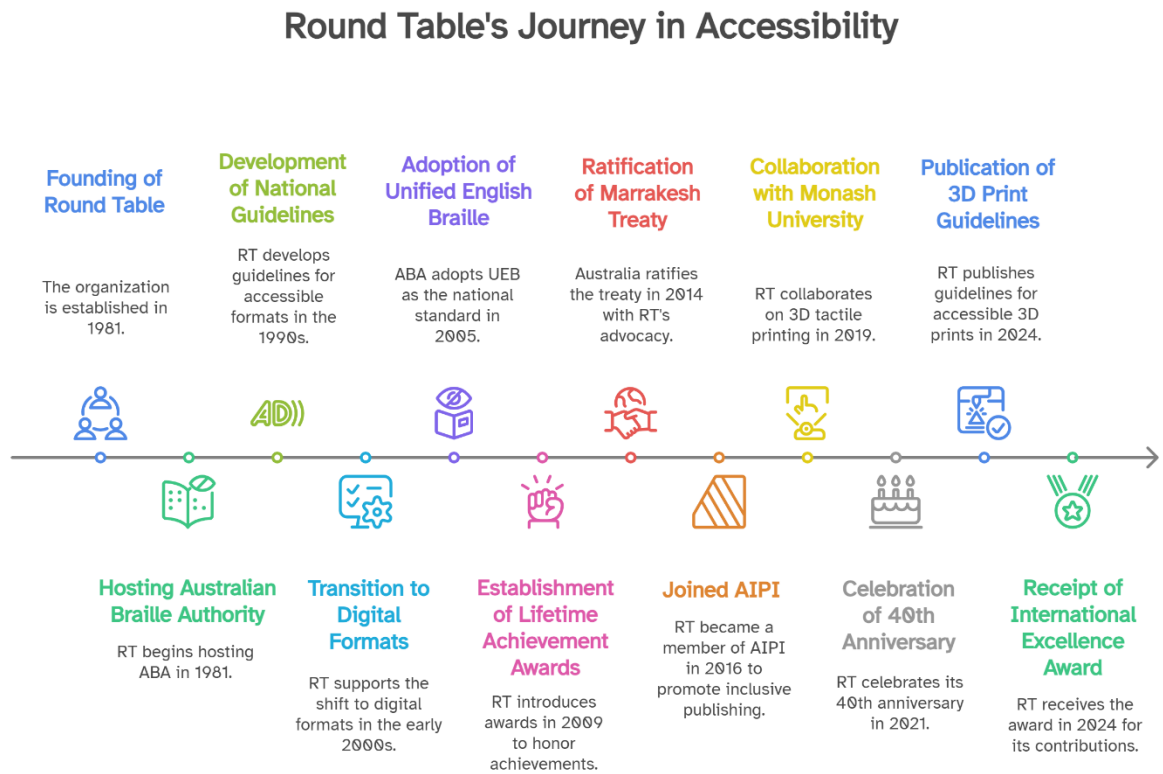 Round Table's Journey in Accessibility
Founding of
Round Table
The organization
is established in
1981.
Hosting Australian
Braille Authority
RT begins hosting
ABA in 1981.
Development
of National
Guidelines
RT develops
guidelines for
accessible
formats in the
1990s.
AD))
Transition to
Digital
Formats
RT supports the
shift to digital
formats in the early
2000s.
Adoption of
Unified English
Braille
ABA adopts UEB
as the national
standard in
2005.
Establishment
of Lifetime
Achievement
Awards
RT introduces
awards in 2009
to honor
achievements.
Ratification
of Marrakesh
Treaty
Australia ratifies
the treaty in 2014
with RT's
advocacy.
Joined AIPI
RT became a
member of AIPI
in 2016 to
promote inclusive
publishing.
Collaboration
with Monash
University
RT collaborates
on 3D tactile
printing in 2019.
Celebration
of 40th
Anniversary
RT celebrates its
40th anniversary
in 2021.
Publication of
3D Print
Guidelines
RT publishes
guidelines for
accessible 3D
prints in 2024.
Receipt of
International
Excellence
Award
RT receives the
award in 2024 for
its contributions.